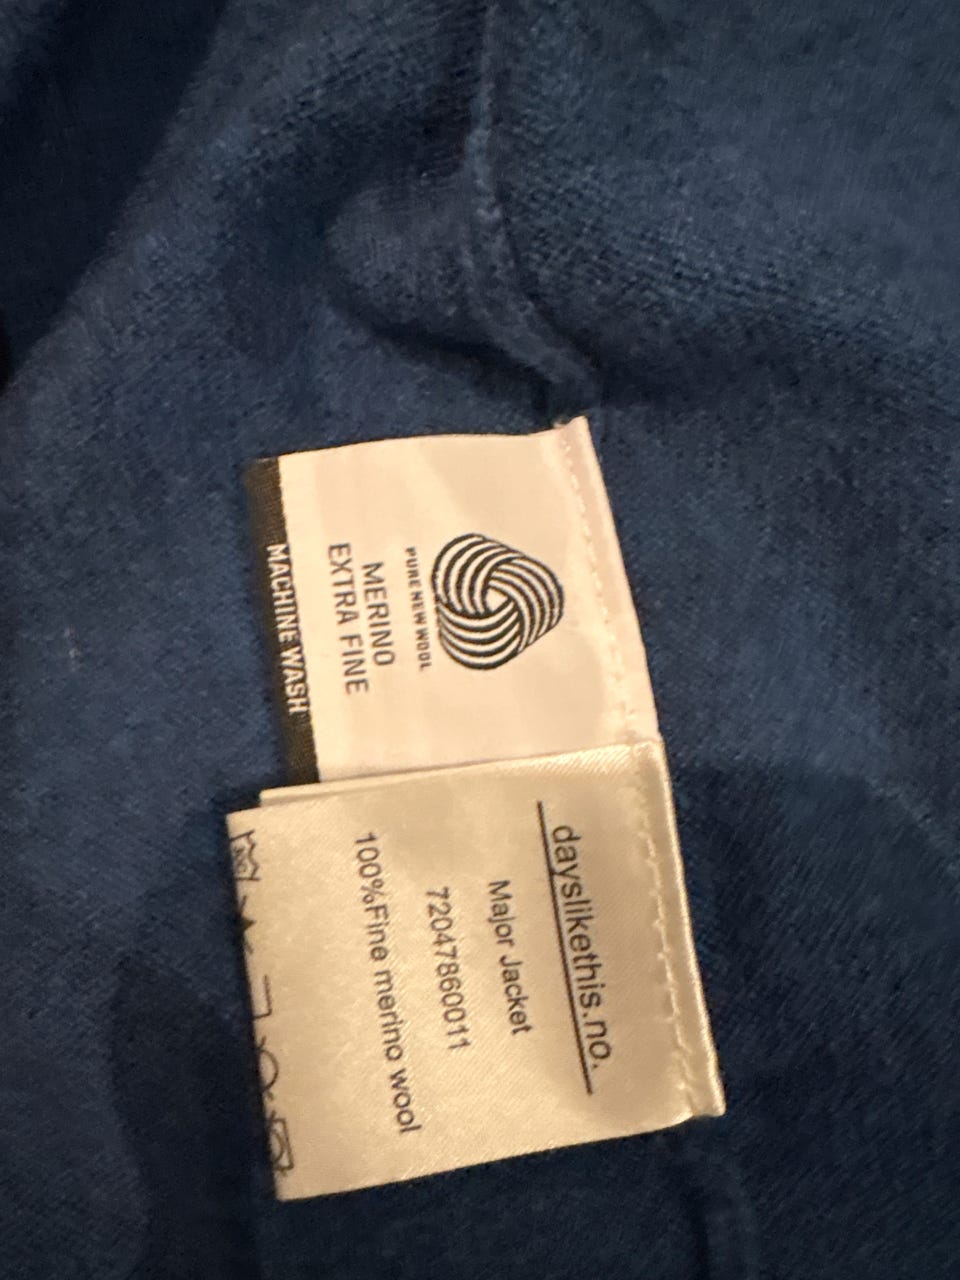 PURE NEW WOOL
MERINO
EXTRA FINE
MACHINE WASH
dayslikethis.no.
Major Jacket
72047860011
100%Fine merino wool